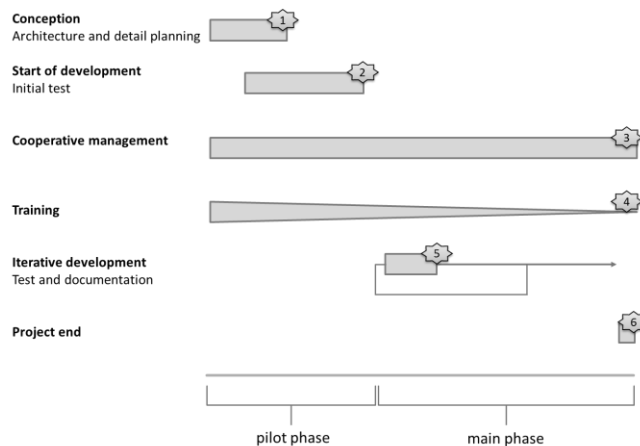 Conception
Architecture and detail planning
1
Start of development
Initial test
2
Cooperative management
3
Training
4
Iterative development
Test and documentation
5
Project end
6
pilot phase
main phase